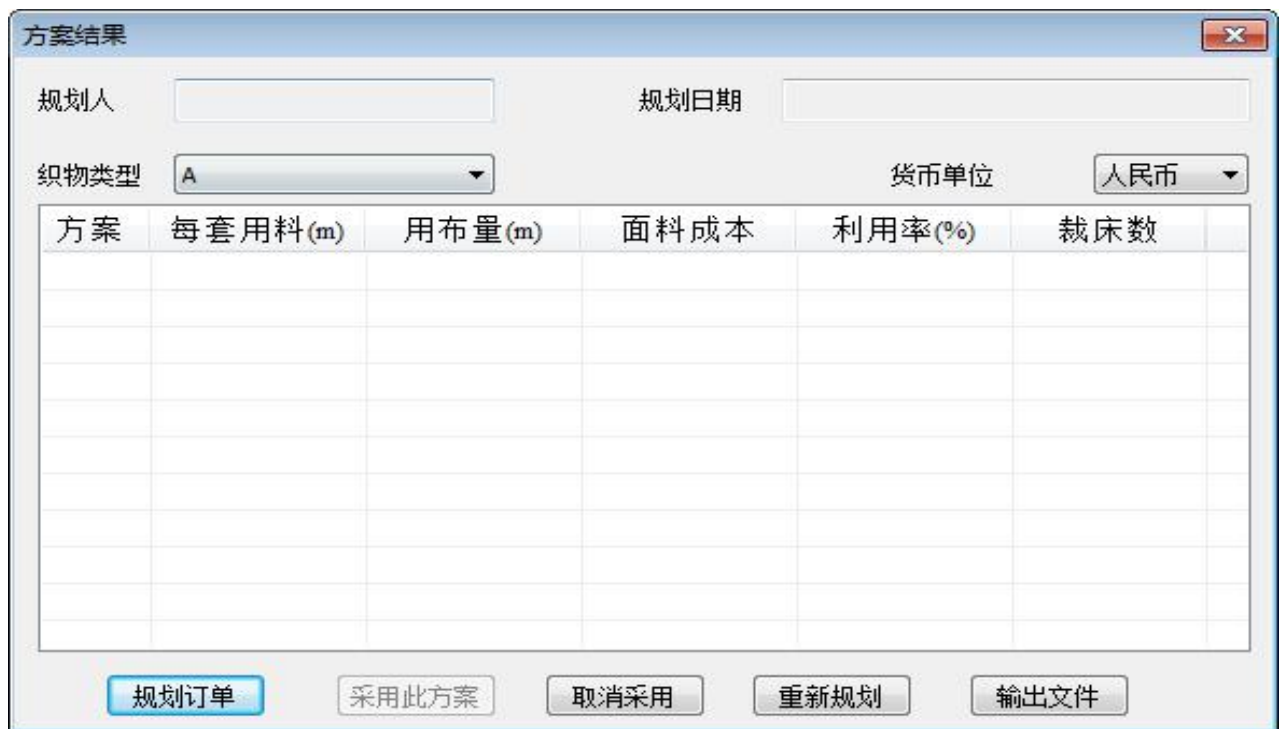 方案结果
规划人 规划日期
织物类型 A 货币单位 人民币
方案 每套用料(m) 用布量(m) 面料成本 利用率(%) 裁床数
规划订单 采用此方案 取消采用 重新规划 输出文件